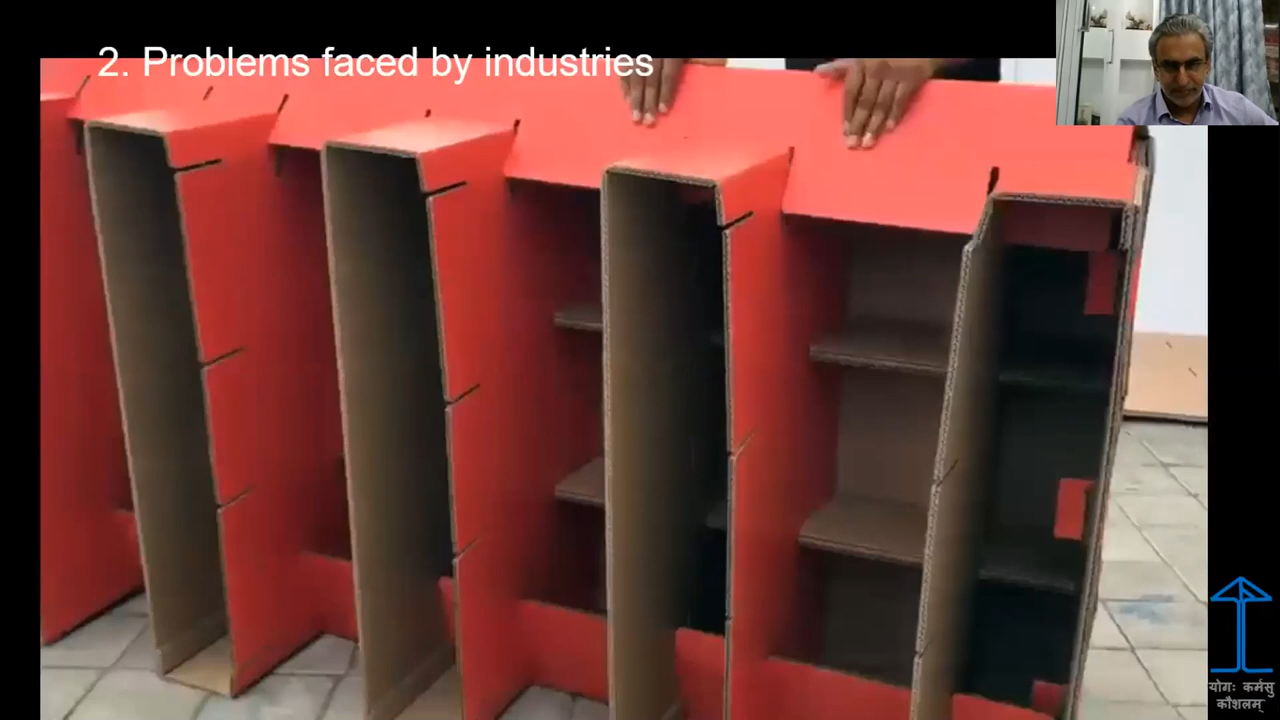 2. Problems faced by industries
योगः कर्मसु
कौशलम्